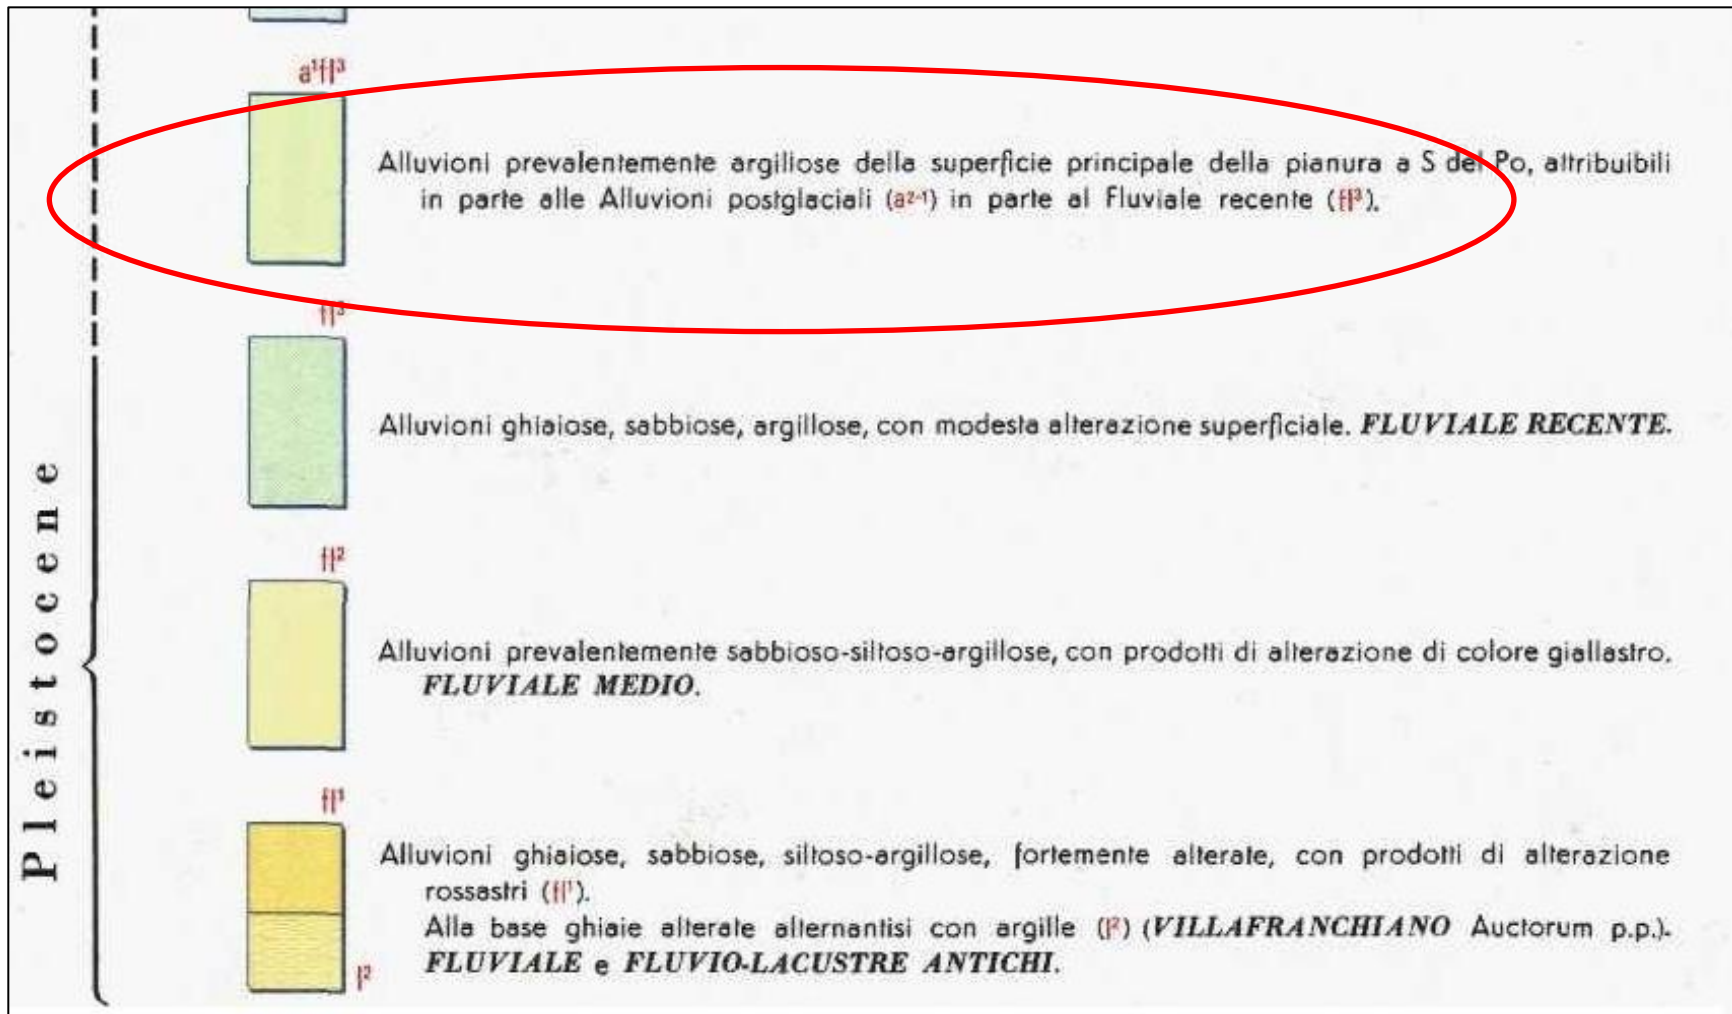 a¹fl³
Alluvioni prevalentemente argiliose della superficie principale della pianura a S del Po, attribuibili
in parte alle Alluvioni postglaciali (a²⁻¹) in parte al Fluviale recente (fl³).
fl³
Alluvioni ghiaiose, sabbiose, argillose, con modesta alterazione superficiale. FLUVIALE RECENTE.
fl²
Alluvioni prevalentemente sabbioso-siltoso-argillose, con prodotti di alterazione di colore giallastro.
FLUVIALE MEDIO.
Pleistocene
fl¹
Alluvioni ghiaiose, sabbiose, siltoso-argillose, fortemente alterate, con prodotti di alterazione
rossastri (fl¹).
Alla base ghiaie alterate alternantisi con argille (l²) (VILLAFRANCHIANO Auctorum p.p.).
FLUVIALE e FLUVIO-LACUSTRE ANTICHI.
l²